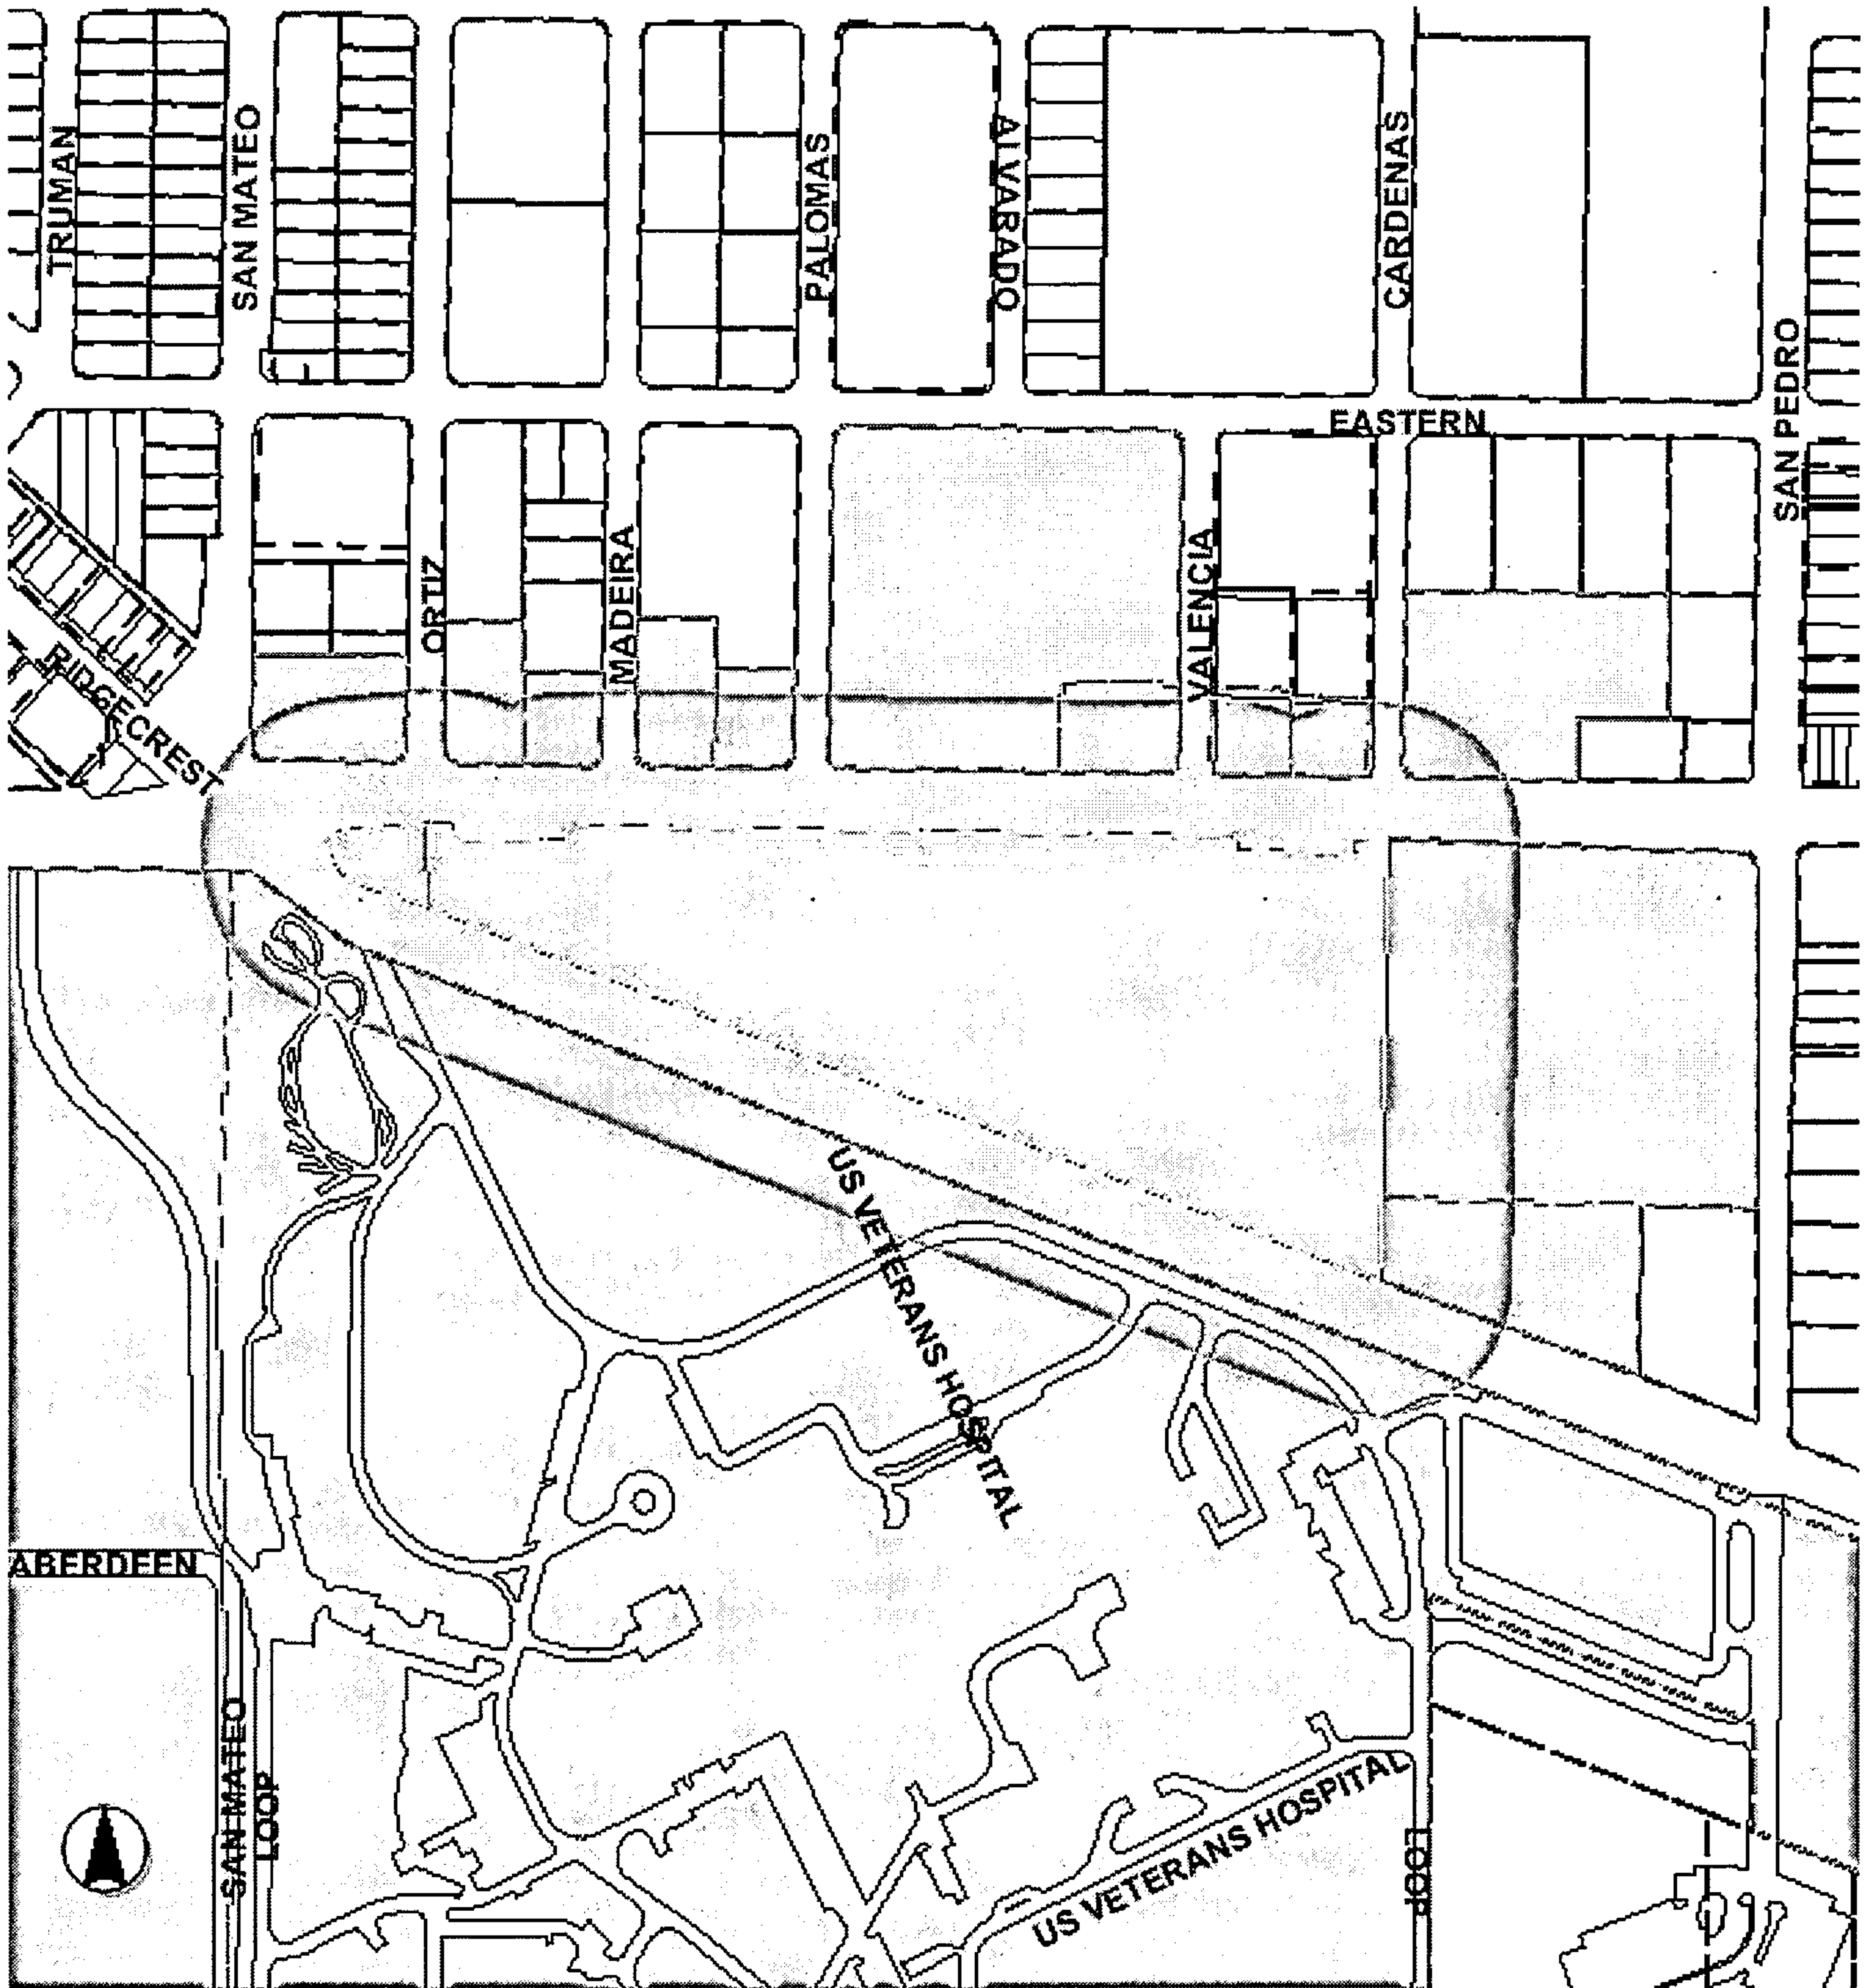 TRUMAN
SAN MATEO
PALOMAS
ALVARADO
CARDENAS
SAN PEDRO
EASTERN
ORTIZ
MADEIRA
VALENCIA
RIDGECREST
US VETERANS HOSPITAL
ABERDEEN
SAN MATEO
LOOP
US VETERANS HOSPITAL
LOOP